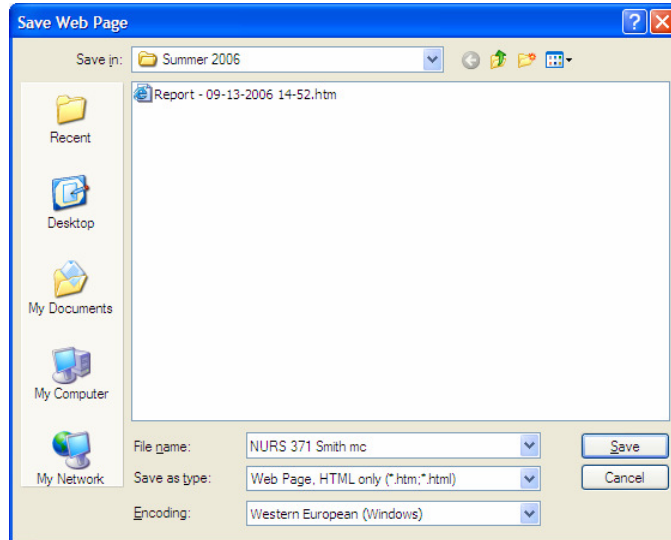 Save Web Page
Save in: Summer 2006
Report - 09-13-2006 14-52.htm
Recent
Desktop
My Documents
My Computer
My Network
File name: NURS 371 Smith mc Save
Save as type: Web Page, HTML only (*.htm;*.html) Cancel
Encoding: Western European (Windows)